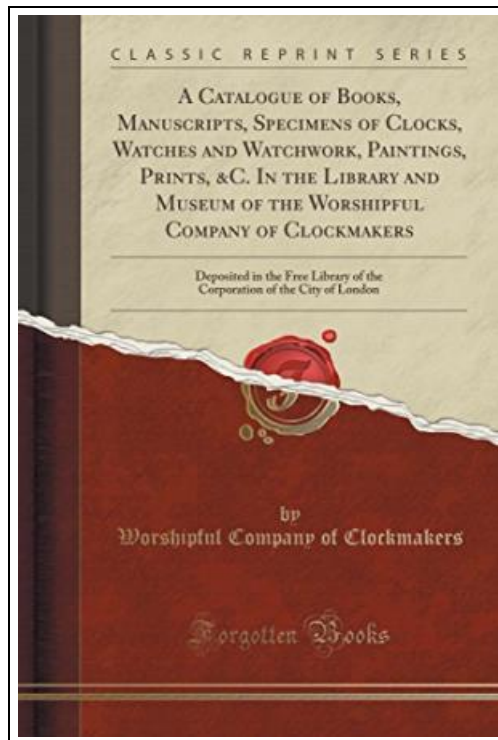 CLASSIC REPRINT SERIES
A CATALOGUE OF BOOKS,
MANUSCRIPTS, SPECIMENS OF CLOCKS,
WATCHES AND WATCHWORK, PAINTINGS,
PRINTS, &C. IN THE LIBRARY AND
MUSEUM OF THE WORSHIPFUL
COMPANY OF CLOCKMAKERS
Deposited in the Free Library of the
Corporation of the City of London
by
Worshipful Company of Clockmakers
Forgotten Books